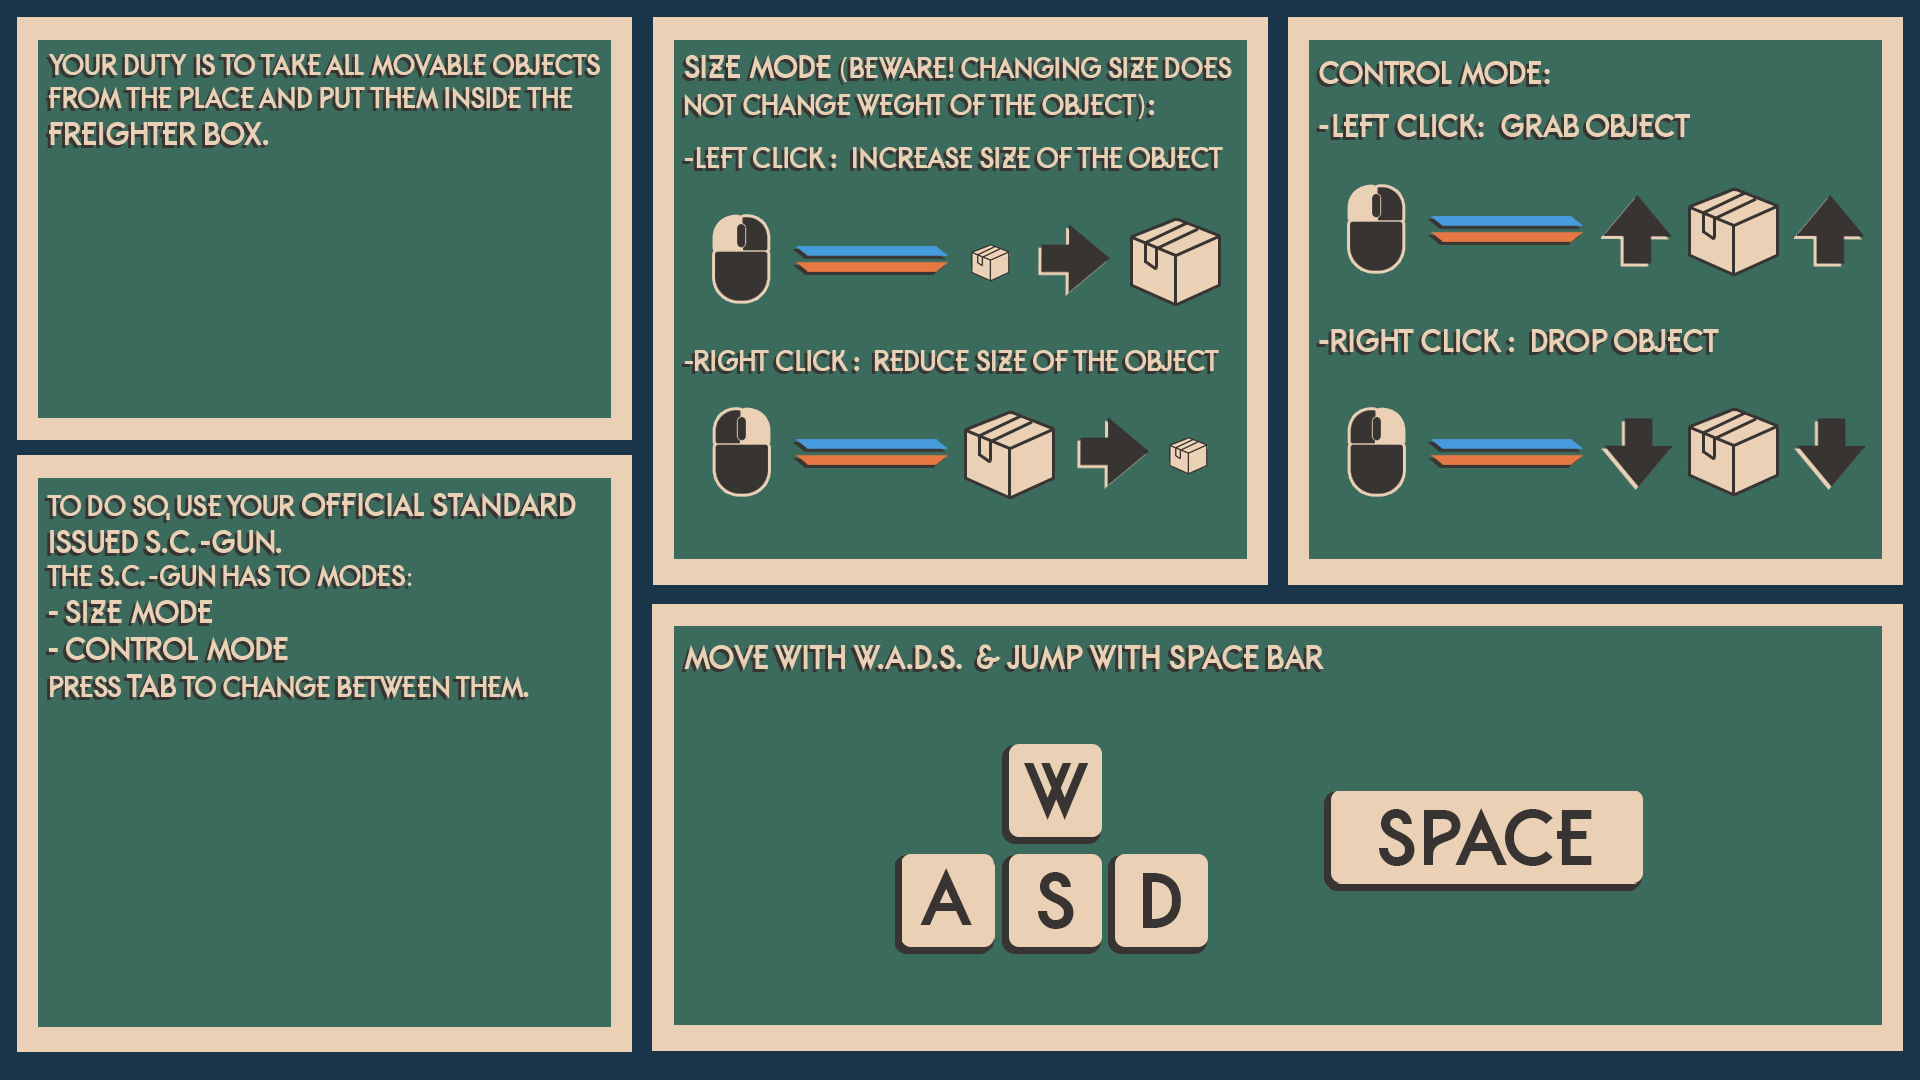 YOUR DUTY IS TO TAKE ALL MOVABLE OBJECTS
FROM THE PLACE AND PUT THEM INSIDE THE
FREIGHTER BOX.
TO DO SO, USE YOUR OFFICIAL STANDARD
ISSUED S.C.-GUN.
THE S.C.-GUN HAS TO MODES:
- SIZE MODE
- CONTROL MODE
PRESS TAB TO CHANGE BETWEEN THEM.
SIZE MODE (BEWARE! CHANGING SIZE DOES
NOT CHANGE WEGHT OF THE OBJECT):
-LEFT CLICK : INCREASE SIZE OF THE OBJECT
-RIGHT CLICK : REDUCE SIZE OF THE OBJECT
CONTROL MODE:
-LEFT CLICK: GRAB OBJECT
-RIGHT CLICK : DROP OBJECT
MOVE WITH W.A.D.S. & JUMP WITH SPACE BAR
W
A S D
SPACE